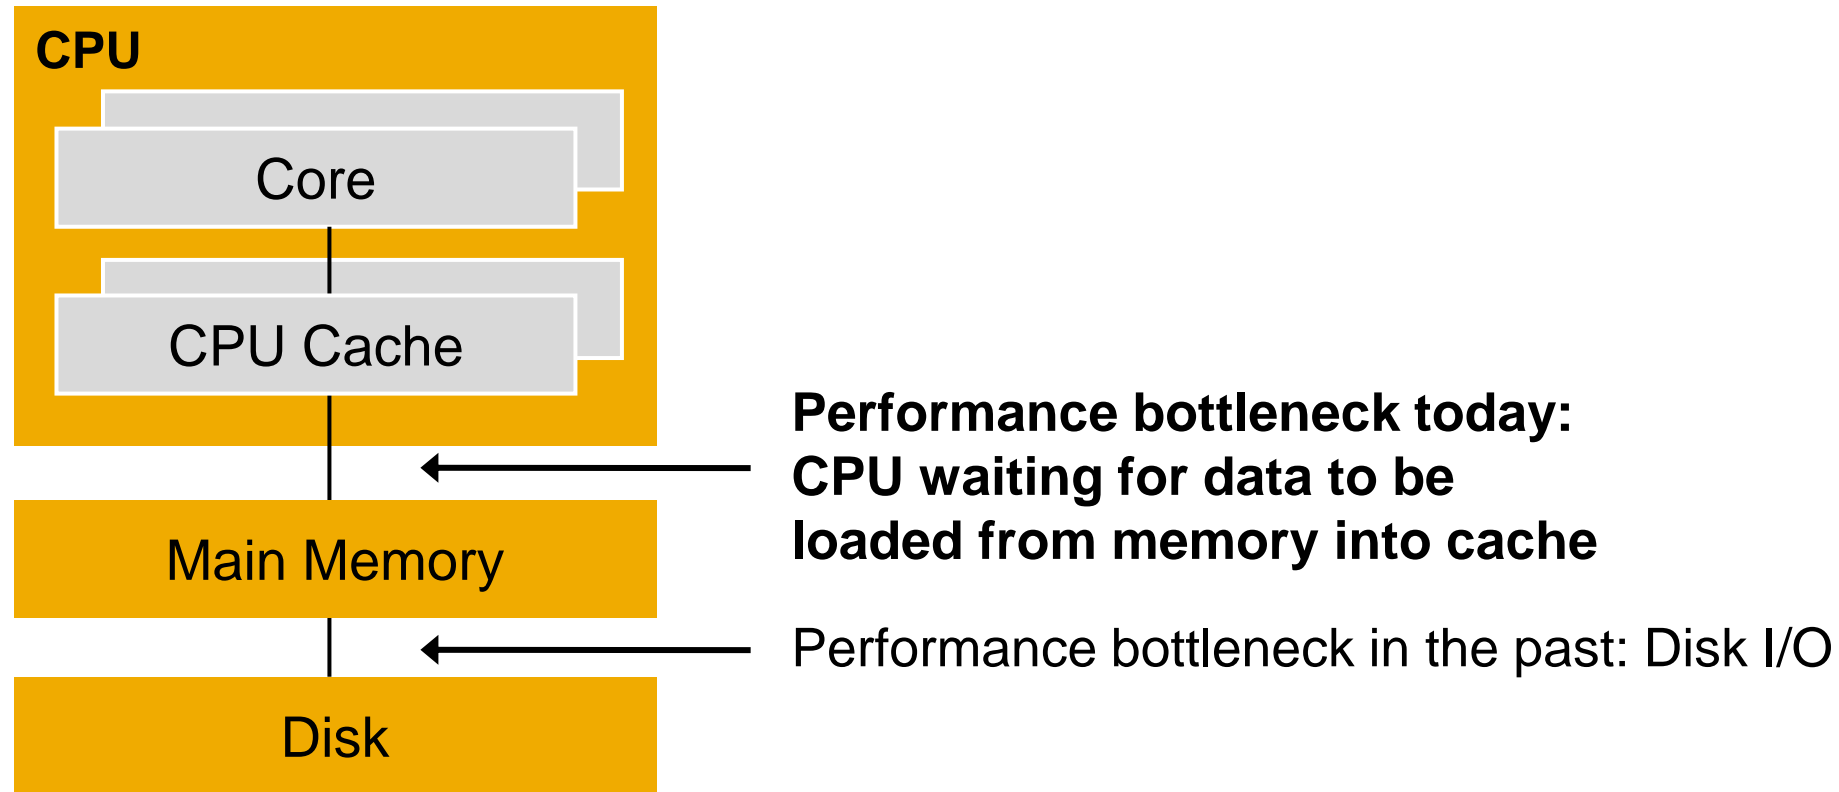 CPU
Core
CPU Cache
Performance bottleneck today:
CPU waiting for data to be
loaded from memory into cache
Main Memory
Performance bottleneck in the past: Disk I/O
Disk